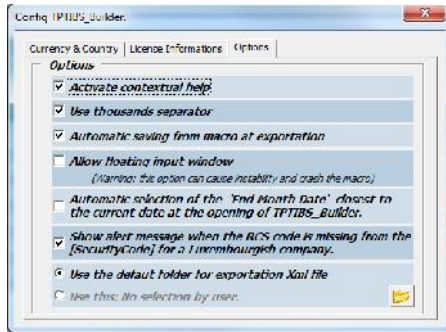 Config TPTIBS_Builder.
Currency & Country
License Informations
Options
Options
Activate contextual help
Use thousands separator
Automatic saving from macro at exportation
Allow floating input window
(Warning: this option can cause instability and crash the macro)
Automatic selection of the 'End Month Date' closest to
the current date at the opening of TPTIBS_Builder.
Show alert message when the RCS code is missing from the
[SecurityCode] for a Luxembourgish company.
Use the defaut folder for exportation Xml file
Use this: No selection by user.